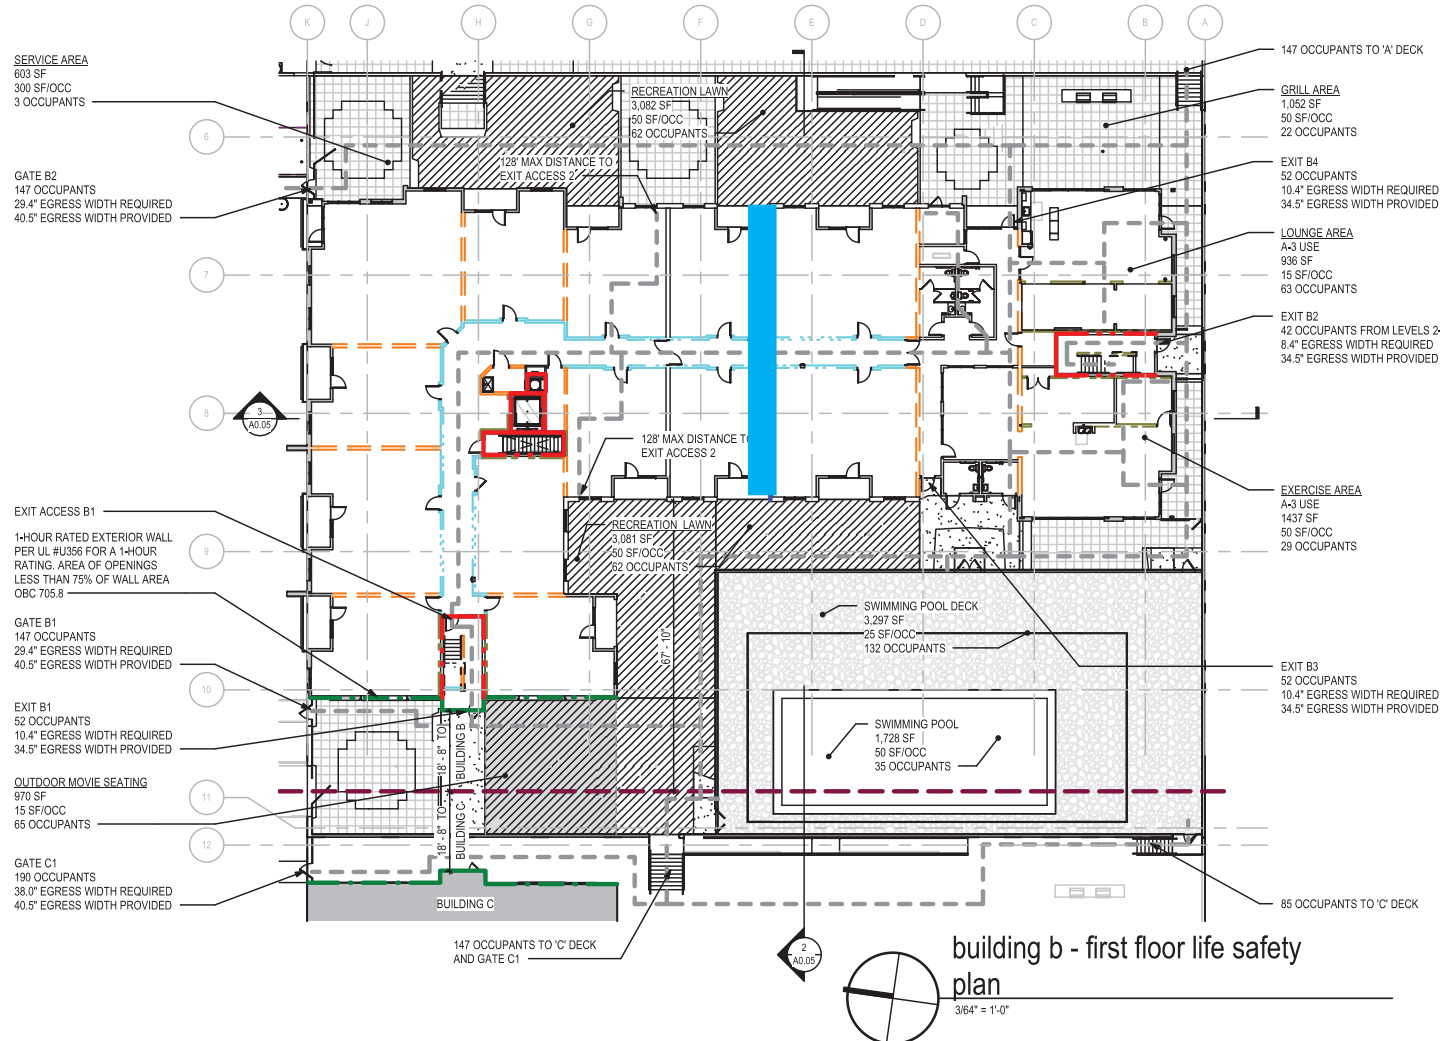 K J H G F E D C B A
SERVICE AREA
603 SF
300 SF/OCC
3 OCCUPANTS
6
GATE B2
147 OCCUPANTS
29.4" EGRESS WIDTH REQUIRED
40.5" EGRESS WIDTH PROVIDED
7
8
3
A0.05
EXIT ACCESS B1
1-HOUR RATED EXTERIOR WALL
PER UL #U356 FOR A 1-HOUR
RATING. AREA OF OPENINGS
LESS THAN 75% OF WALL AREA
OBC 705.8
9
GATE B1
147 OCCUPANTS
29.4" EGRESS WIDTH REQUIRED
40.5" EGRESS WIDTH PROVIDED
10
EXIT B1
52 OCCUPANTS
10.4" EGRESS WIDTH REQUIRED
34.5" EGRESS WIDTH PROVIDED
OUTDOOR MOVIE SEATING
970 SF
15 SF/OCC
65 OCCUPANTS
11
12
GATE C1
190 OCCUPANTS
38.0" EGRESS WIDTH REQUIRED
40.5" EGRESS WIDTH PROVIDED
RECREATION LAWN
3,082 SF
50 SF/OCC
62 OCCUPANTS
128' MAX DISTANCE TO
EXIT ACCESS 2
128' MAX DISTANCE TO
EXIT ACCESS 2
RECREATION LAWN
3,081 SF
50 SF/OCC
62 OCCUPANTS
67' - 10"
SWIMMING POOL DECK
3,297 SF
25 SF/OCC
132 OCCUPANTS
SWIMMING POOL
1,728 SF
50 SF/OCC
35 OCCUPANTS
18' - 8" TO
BUILDING B
18' - 8" TO
BUILDING C
BUILDING C
147 OCCUPANTS TO 'C' DECK
AND GATE C1
2
A0.05
147 OCCUPANTS TO 'A' DECK
GRILL AREA
1,052 SF
50 SF/OCC
22 OCCUPANTS
EXIT B4
52 OCCUPANTS
10.4" EGRESS WIDTH REQUIRED
34.5" EGRESS WIDTH PROVIDED
LOUNGE AREA
A-3 USE
936 SF
15 SF/OCC
63 OCCUPANTS
EXIT B2
42 OCCUPANTS FROM LEVELS 2-
8.4" EGRESS WIDTH REQUIRED
34.5" EGRESS WIDTH PROVIDED
EXERCISE AREA
A-3 USE
1437 SF
50 SF/OCC
29 OCCUPANTS
EXIT B3
52 OCCUPANTS
10.4" EGRESS WIDTH REQUIRED
34.5" EGRESS WIDTH PROVIDED
85 OCCUPANTS TO 'C' DECK
building b - first floor life safety
plan
3/64" = 1'-0"